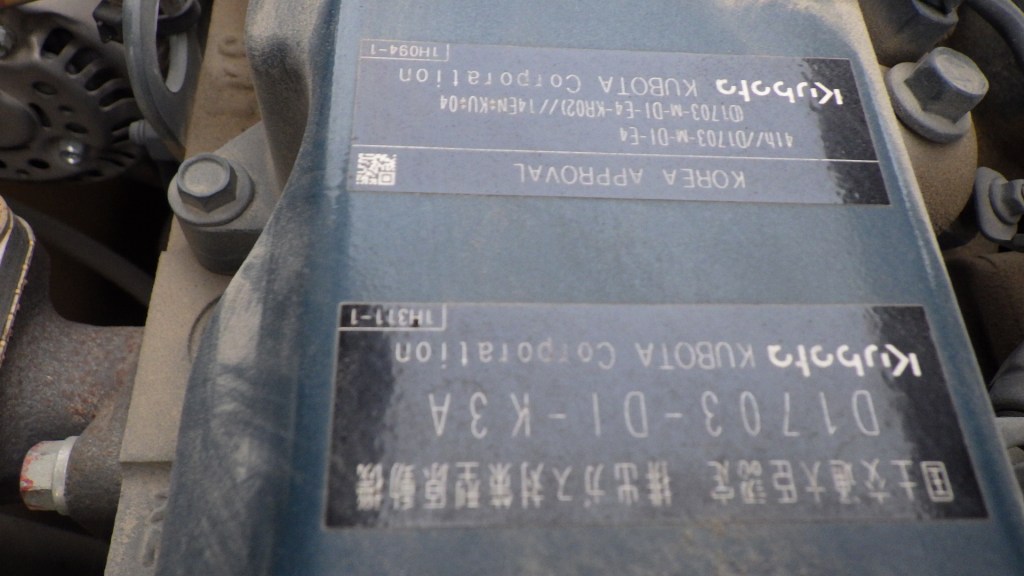 国土交通大臣認定 排出ガス対策型原動機
D1703-DI-K3A
Kubota KUBOTA Corporation
KOREA APPROVAL
41h/D1703-M-DI-E4
(D1703-M-DI-E4-KR02)//14EN:KU:04
Kubota KUBOTA Corporation
1H094-1